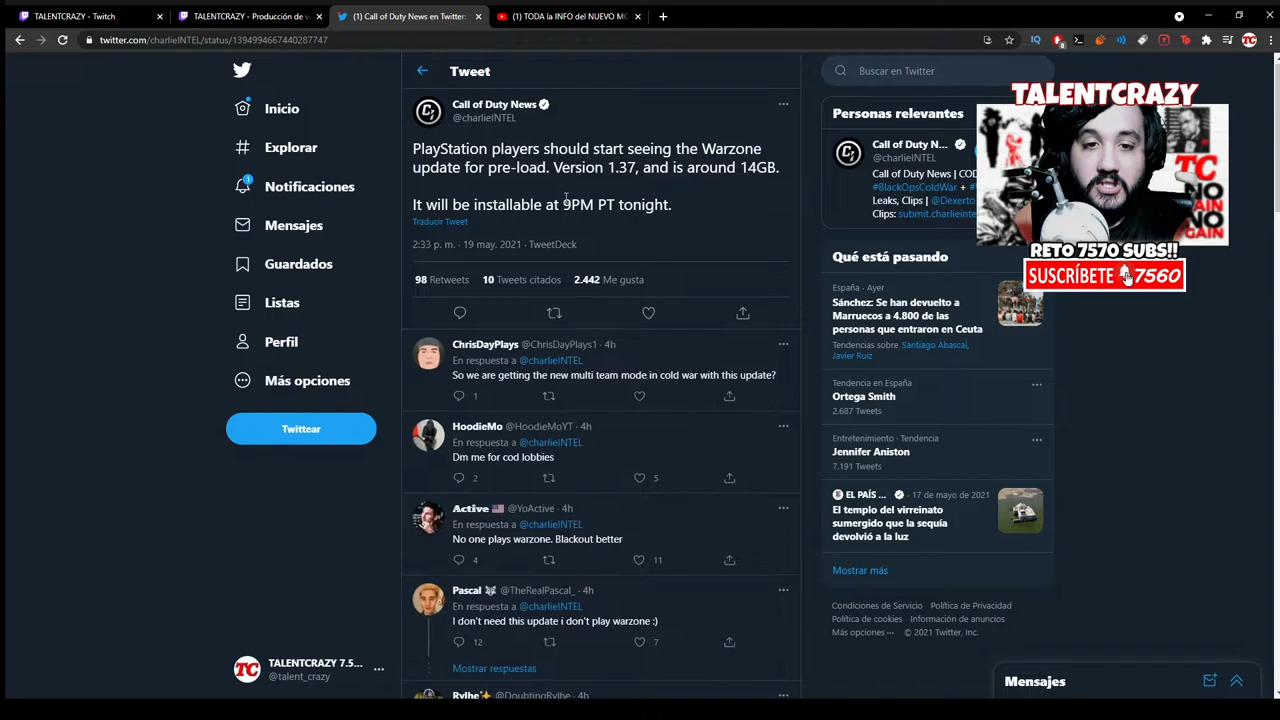 TALENTCRAZY - Twitch
TALENTCRAZY - Producción de v
(1) Call of Duty News en Twitter:
(1) TODA la INFO del NUEVO MO
twitter.com/charlieINTEL/status/1394994667440287747
Inicio
Explorar
1
Notificaciones
Mensajes
Guardados
Listas
Perfil
Más opciones
Twittear
TALENTCRAZY 7.5...
@talent_crazy
Tweet
Call of Duty News
@charlieINTEL
PlayStation players should start seeing the Warzone
update for pre-load. Version 1.37, and is around 14GB.
It will be installable at 9PM PT tonight.
Traducir Tweet
2:33 p. m. · 19 may. 2021 · TweetDeck
98 Retweets 10 Tweets citados 2.442 Me gusta
ChrisDayPlays @ChrisDayPlays1 · 4h
En respuesta a @charlieINTEL
So we are getting the new multi team mode in cold war with this update?
1
HoodieMo @HoodieMoYT · 4h
En respuesta a @charlieINTEL
Dm me for cod lobbies
2 5
Active @YoActive · 4h
En respuesta a @charlieINTEL
No one plays warzone. Blackout better
4 11
Pascal @TheRealPascal_ · 4h
En respuesta a @charlieINTEL
I don't need this update i don't play warzone :)
12 7
Mostrar respuestas
Rylhe @DoubtingRylhe · 4h
Buscar en Twitter
Personas relevantes
Call of Duty N...
@charlieINTEL
Call of Duty News | COD
#BlackOpsColdWar +
Leaks, Clips | @Dexerto
Clips: submit.charlieinte
TALENTCRAZY
TC
NO
PAIN
NO
GAIN
RETO 7570 SUBS!!
SUSCRÍBETE 7560
Qué está pasando
España · Ayer
Sánchez: Se han devuelto a
Marruecos a 4.800 de las
personas que entraron en Ceuta
Tendencias sobre Santiago Abascal,
Javier Ruiz
Tendencia en España
Ortega Smith
2.687 Tweets
Entretenimiento · Tendencia
Jennifer Aniston
7.191 Tweets
EL PAÍS ... · 17 de mayo de 2021
El templo del virreinato
sumergido que la sequía
devolvió a la luz
Mostrar más
Condiciones de Servicio Política de Privacidad
Política de cookies Información de anuncios
Más opciones ··· © 2021 Twitter, Inc.
Mensajes